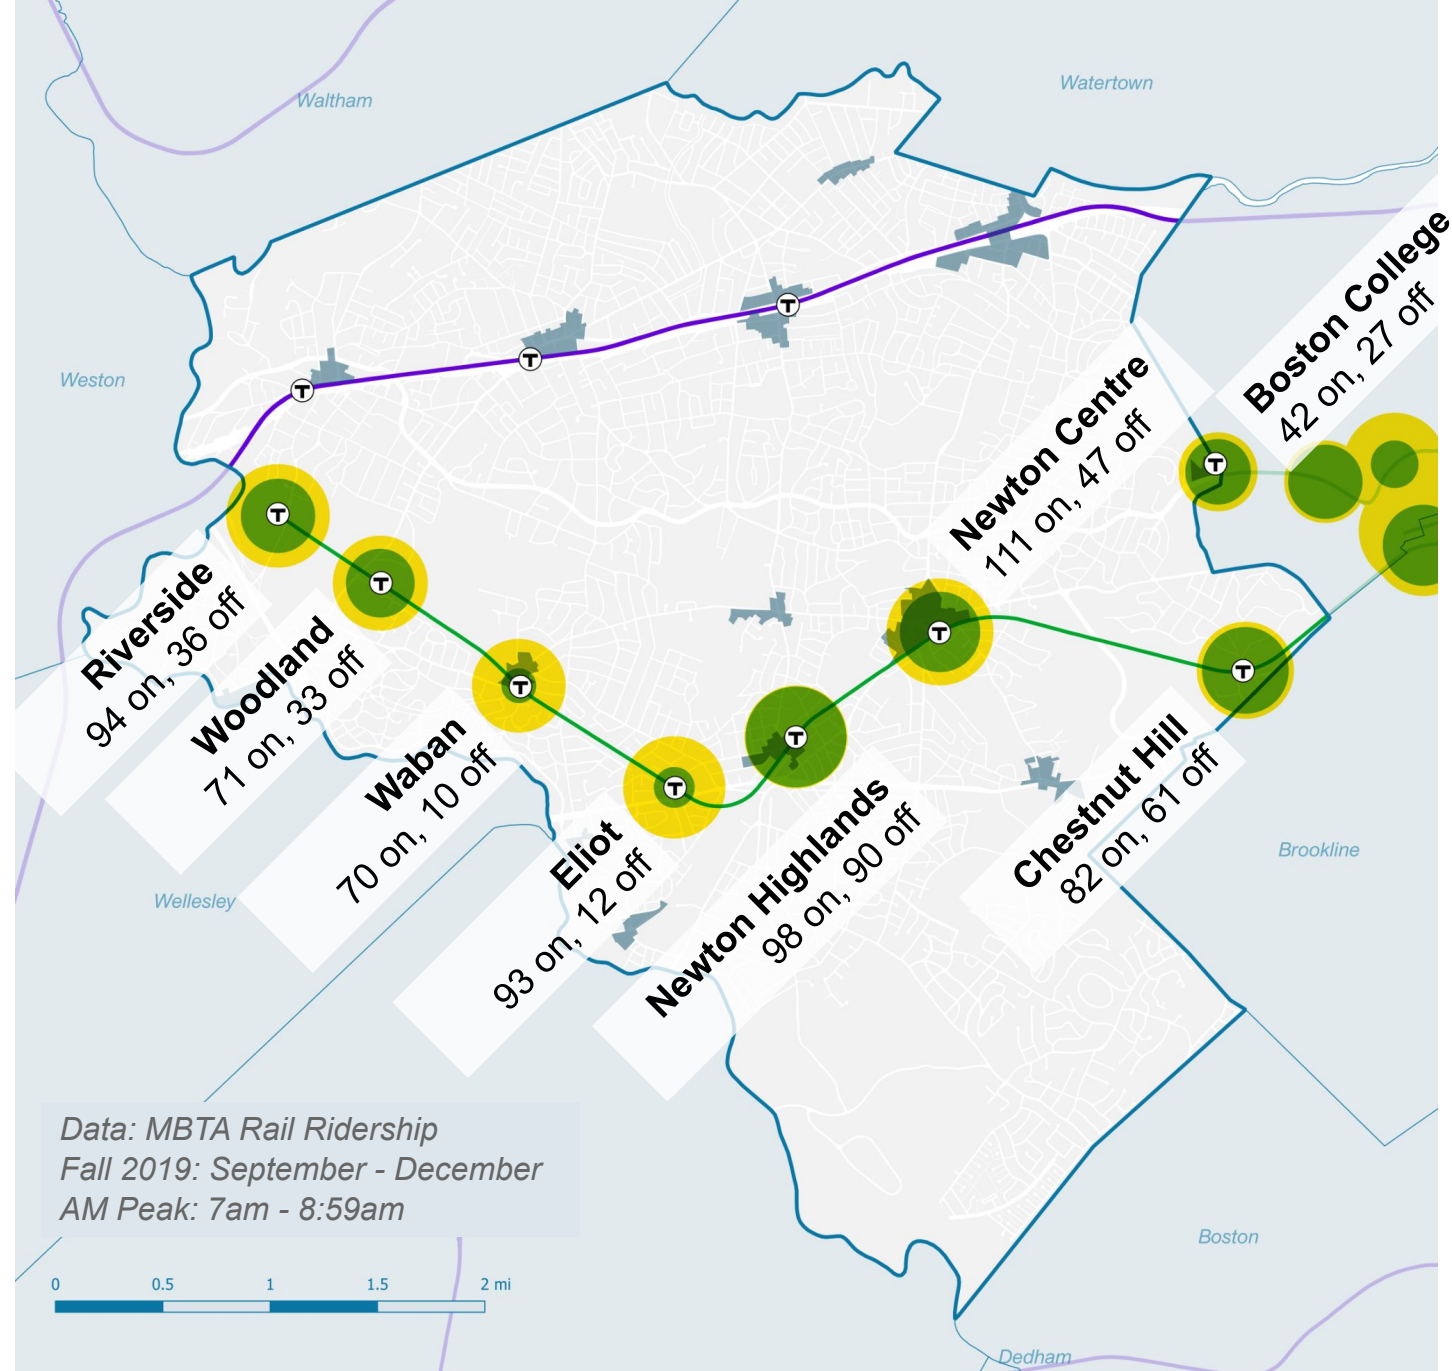 Waltham
Watertown
Weston
Boston College
42 on, 27 off
Newton Centre
111 on, 47 off
Riverside
94 on, 36 off
Woodland
71 on, 33 off
Waban
70 on, 10 off
Eliot
93 on, 12 off
Newton Highlands
98 on, 90 off
Chestnut Hill
82 on, 61 off
Brookline
Wellesley
T
T
T
T
T
T
T
T
T
T
T
Data: MBTA Rail Ridership
Fall 2019: September - December
AM Peak: 7am - 8:59am
Boston
0 0.5 1 1.5 2 mi
Dedham